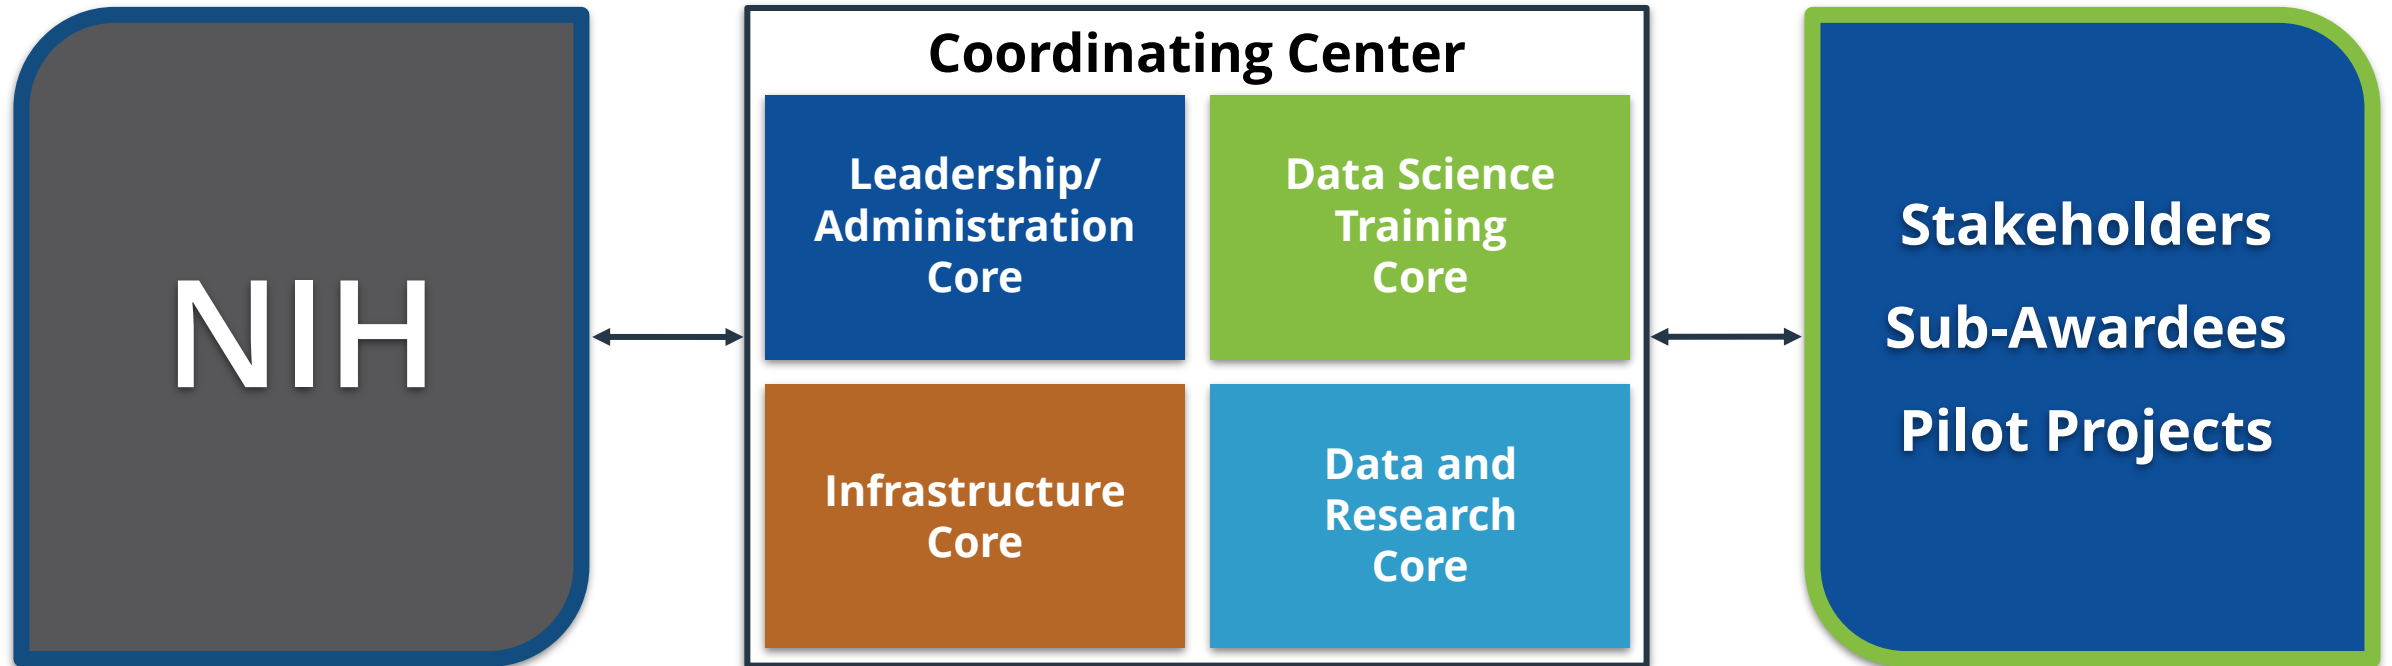 NIH
Coordinating Center
Leadership/
Administration
Core
Data Science
Training
Core
Infrastructure
Core
Data and
Research
Core
Stakeholders
Sub-Awardees
Pilot Projects